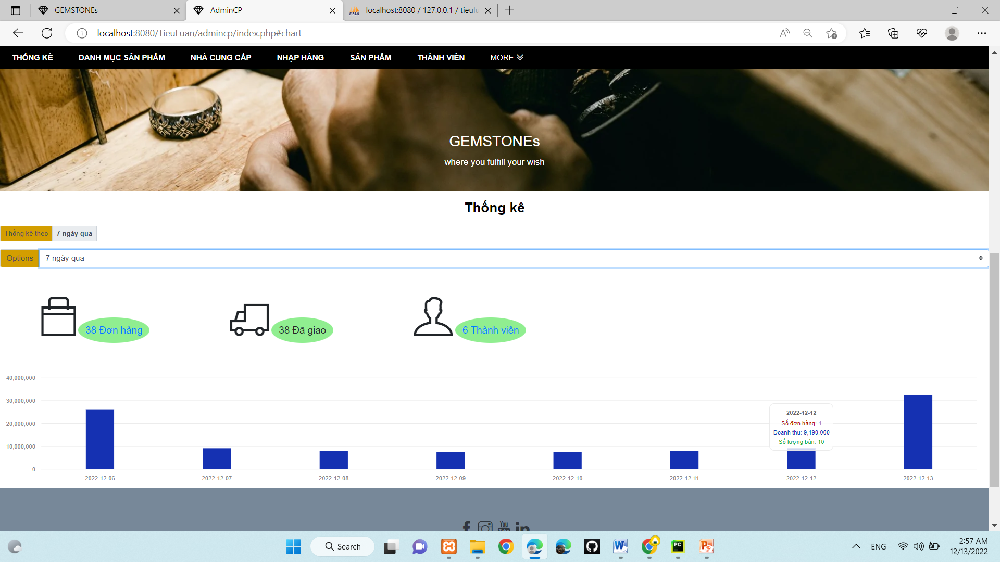 GEMSTONEs
AdminCP
localhost:8080 / 127.0.0.1 / tieulu
localhost:8080/TieuLuan/admincp/index.php#chart
THỐNG KÊ DANH MỤC SẢN PHẨM NHÀ CUNG CẤP NHẬP HÀNG SẢN PHẨM THÀNH VIÊN MORE
GEMSTONEs
where you fulfill your wish
Thống kê
Thống kê theo 7 ngày qua
Options 7 ngày qua
38 Đơn hàng
38 Đã giao
6 Thành viên
40,000,000
30,000,000
20,000,000
10,000,000
0
2022-12-12
Số đơn hàng: 1
Doanh thu: 9,190,000
Số lượng bán: 10
2022-12-06 2022-12-07 2022-12-08 2022-12-09 2022-12-10 2022-12-11 2022-12-12 2022-12-13
You
Search
ENG
2:57 AM
12/13/2022